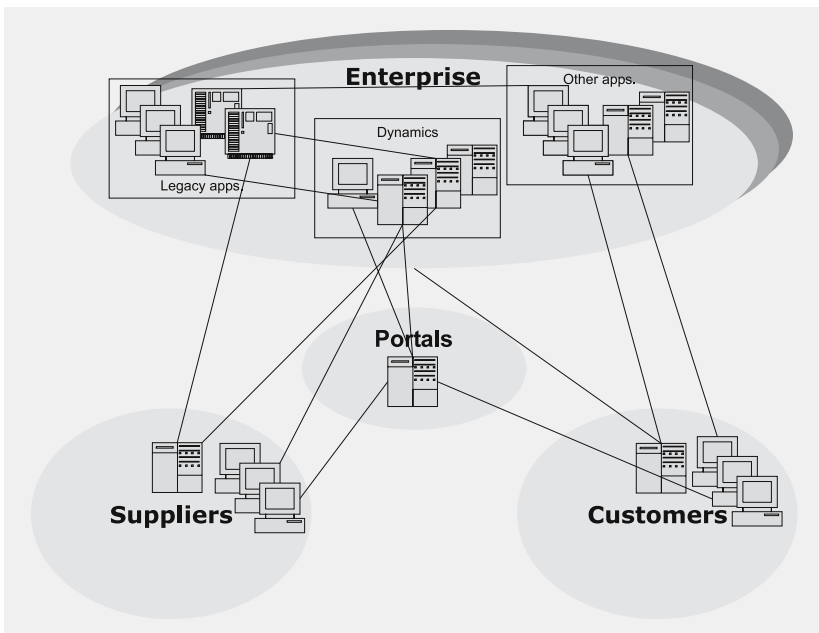 Enterprise
Other apps.
Dynamics
Legacy apps.
Portals
Suppliers
Customers